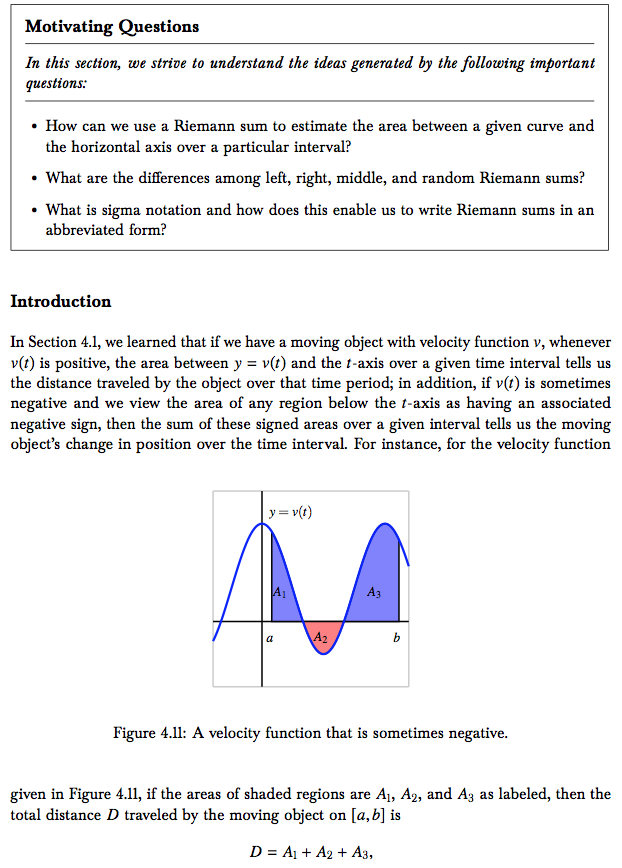 Motivating Questions
In this section, we strive to understand the ideas generated by the following important
questions:
• How can we use a Riemann sum to estimate the area between a given curve and
the horizontal axis over a particular interval?
• What are the differences among left, right, middle, and random Riemann sums?
• What is sigma notation and how does this enable us to write Riemann sums in an
abbreviated form?
Introduction
In Section 4.1, we learned that if we have a moving object with velocity function v, whenever
v(t) is positive, the area between y = v(t) and the t-axis over a given time interval tells us
the distance traveled by the object over that time period; in addition, if v(t) is sometimes
negative and we view the area of any region below the t-axis as having an associated
negative sign, then the sum of these signed areas over a given interval tells us the moving
object's change in position over the time interval. For instance, for the velocity function
y = v(t)
A₁
A₃
a
A₂
b
Figure 4.11: A velocity function that is sometimes negative.
given in Figure 4.11, if the areas of shaded regions are A₁, A₂, and A₃ as labeled, then the
total distance D traveled by the moving object on [a, b] is
D = A₁ + A₂ + A₃,